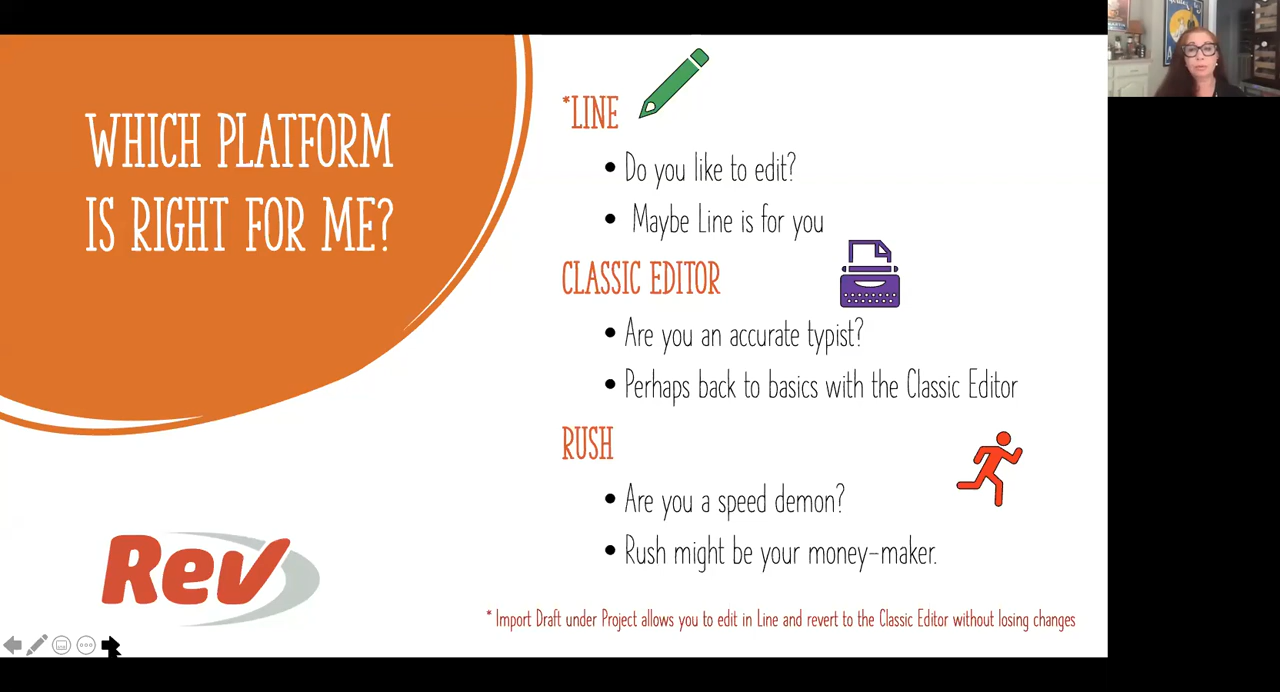 WHICH PLATFORM
IS RIGHT FOR ME?
*LINE
• Do you like to edit?
• Maybe Line is for you
CLASSIC EDITOR
• Are you an accurate typist?
• Perhaps back to basics with the Classic Editor
RUSH
• Are you a speed demon?
• Rush might be your money-maker.
Rev
* Import Draft under Project allows you to edit in Line and revert to the Classic Editor without losing changes